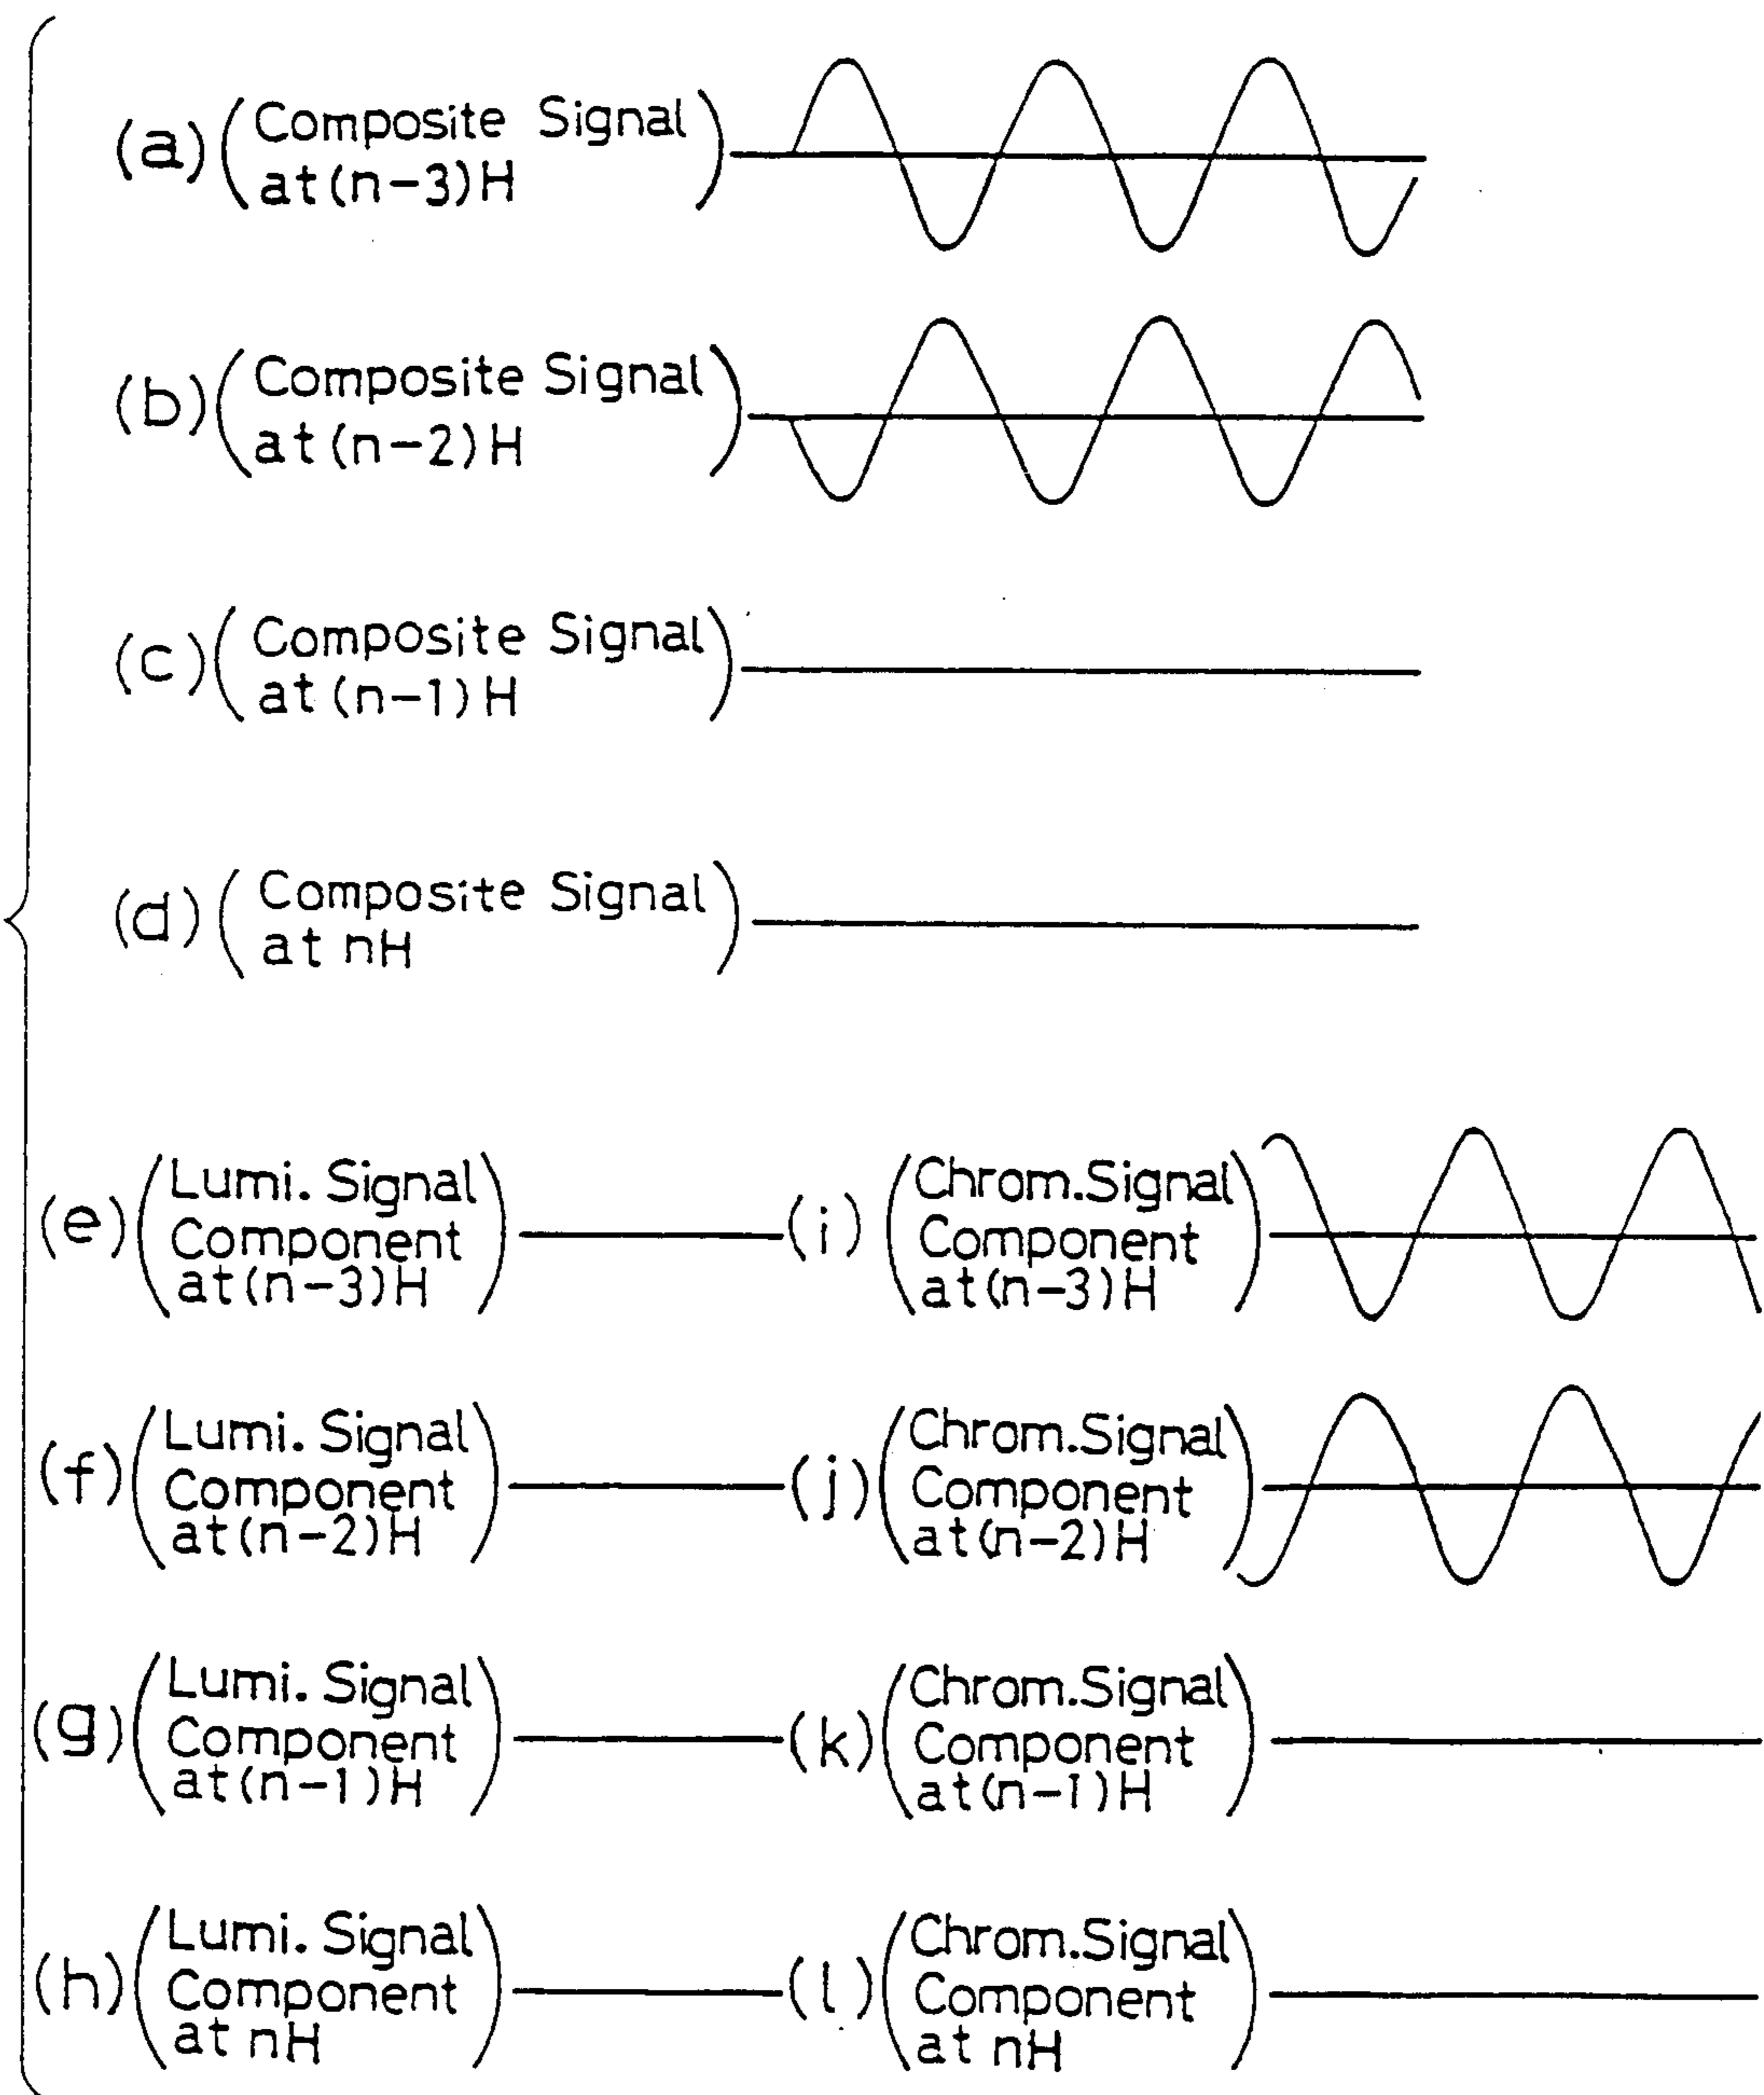 (a) (Composite Signal
at (n-3)H)
(b) (Composite Signal
at (n-2)H)
(c) (Composite Signal
at (n-1)H)
(d) (Composite Signal
at nH)
(e) (Lumi. Signal
Component
at (n-3)H)
(i) (Chrom. Signal
Component
at (n-3)H)
(f) (Lumi. Signal
Component
at (n-2)H)
(j) (Chrom. Signal
Component
at (n-2)H)
(g) (Lumi. Signal
Component
at (n-1)H)
(k) (Chrom. Signal
Component
at (n-1)H)
(h) (Lumi. Signal
Component
at nH)
(l) (Chrom. Signal
Component
at nH)